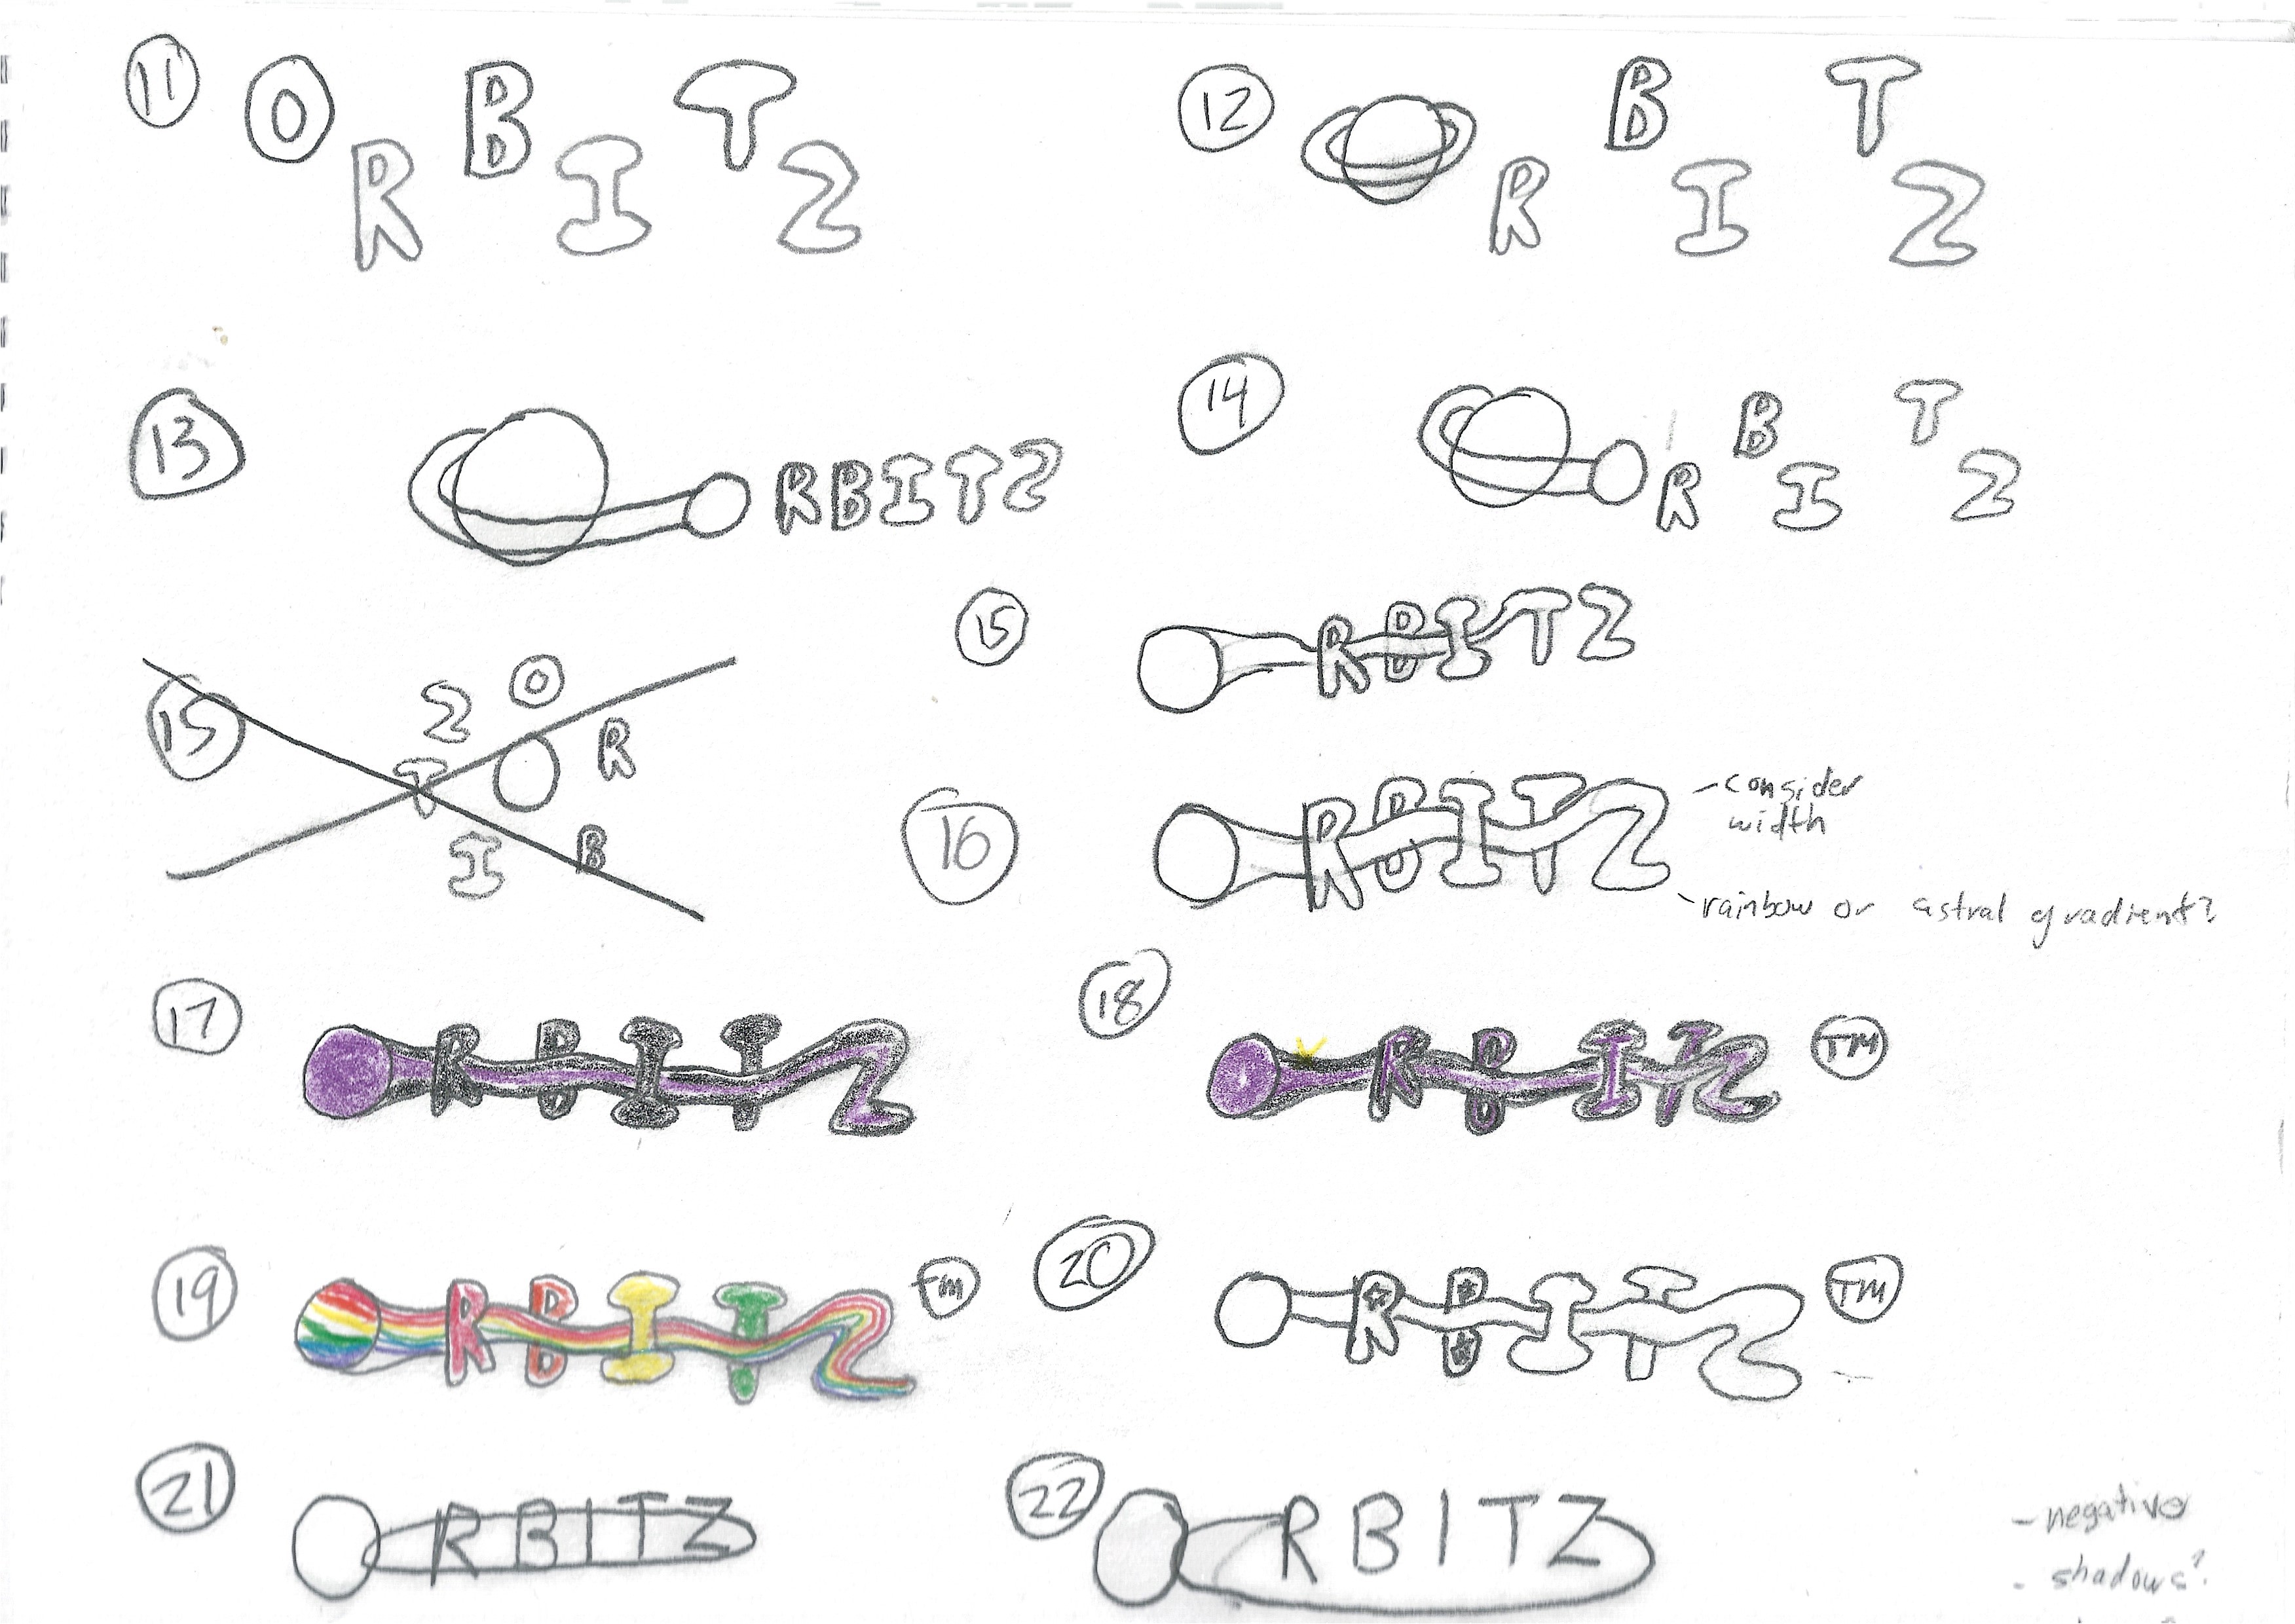 11
O B T
R I Z
12
B T
R I Z
13
RBITZ
14
B T
R I Z
15
RBITZ
15
Z O
T R
I B
16
RBITZ
- consider
width
- rainbow or astral gradient?
17
RBITZ
18
RBITZ
TM
19
RBITZ
TM
20
RBITZ
TM
21
RBITZ
22
RBITZ
- negative
- shadows?